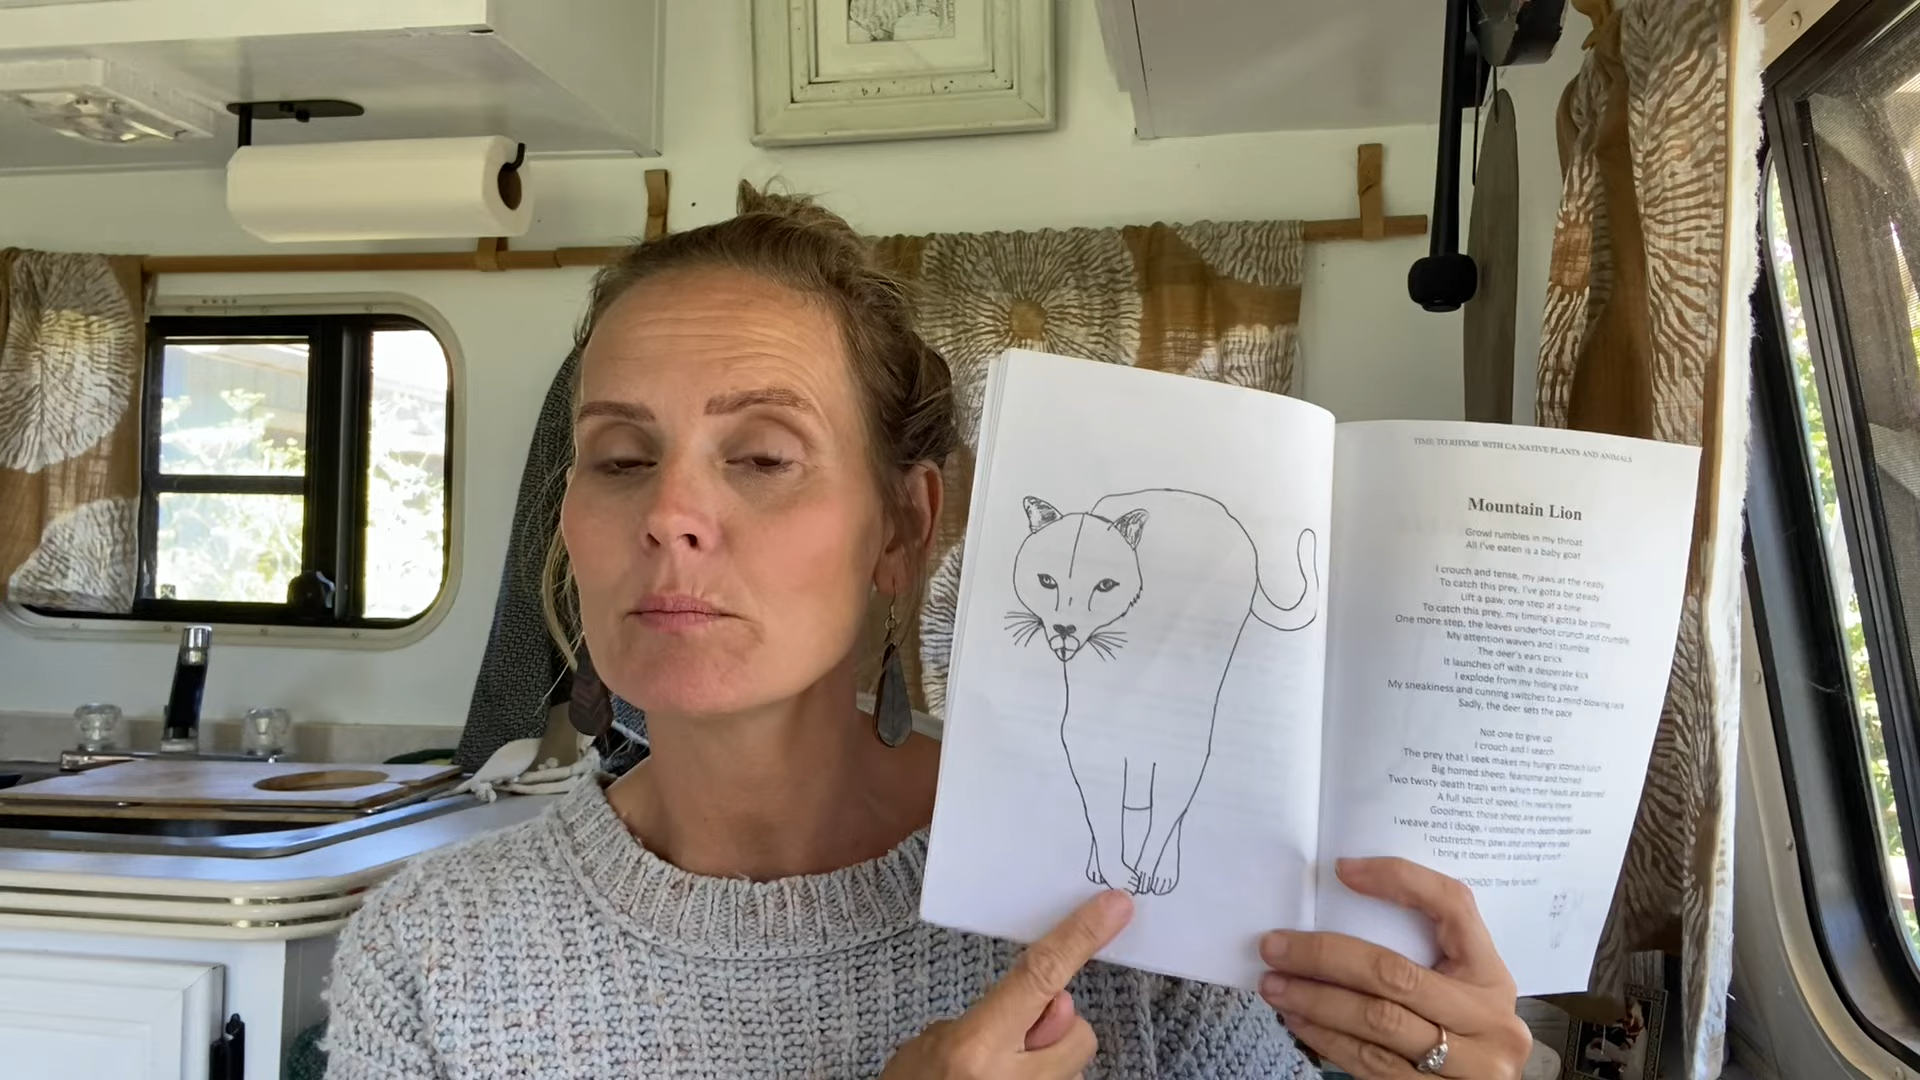 TIME TO RHYME WITH CA NATIVE PLANTS AND ANIMALS
Mountain Lion
Growl rumbles in my throat
All I've eaten is a baby goat
I crouch and tense, my jaws at the ready
To catch this prey, I've gotta be steady
Lift a paw, one step at a time
To catch this prey, my timing's gotta be prime
One more step, the leaves underfoot crunch and crumble
My attention wavers and I stumble
The deer's ears prick
It launches off with a desperate kick
I explode from my hiding place
My sneakiness and cunning switches to a mind-blowing race
Sadly, the deer sets the pace
Not one to give up
I crouch and I search
The prey that I seek makes my hungry stomach lurch
Big horned sheep, fearsome and horned
Two twisty death traps with which their heads are adorned
A full spurt of speed, I'm nearly there
Goodness, those sheep are everywhere!
I weave and I dodge, I unsheathe my death-dealer claws
I outstretch my paws and unhinge my jaws
I bring it down with a satisfying crunch
WOOHOO! Time for lunch!